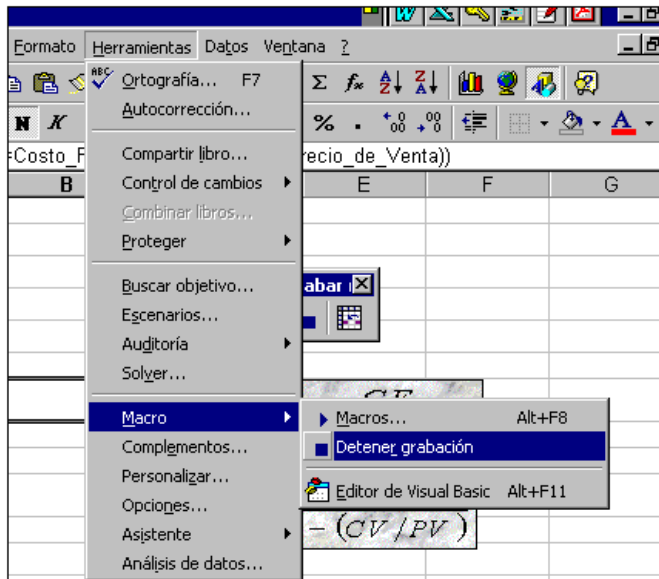 Formato Herramientas Datos Ventana ?
ABC Ortografía... F7
Autocorrección...
N K % .
=Costo_F recio_de_Venta))
Compartir libro...
B E F G
Control de cambios
Combinar libros...
Proteger
Buscar objetivo...
abar
Escenarios...
Auditoría
Solver...
CF
Macro
Macros... Alt+F8
Complementos...
Detener grabación
Personalizar...
Editor de Visual Basic Alt+F11
Opciones...
Asistente
- (CV/PV)
Análisis de datos...